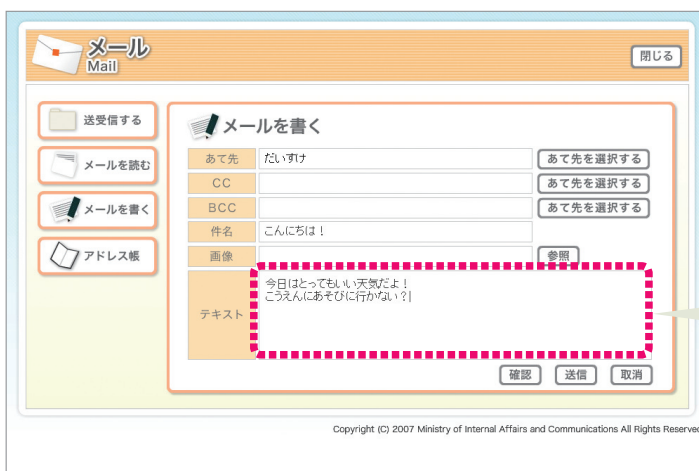 メール
Mail
閉じる
送受信する
メールを読む
メールを書く
アドレス帳
メールを書く
あて先 だいすけ あて先を選択する
CC あて先を選択する
BCC あて先を選択する
件名 こんにちは！
画像 参照
テキスト
今日はとってもいい天気だよ！
こうえんにあそびに行かない？
確認 送信 取消
Copyright (C) 2007 Ministry of Internal Affairs and Communications All Rights Reserved